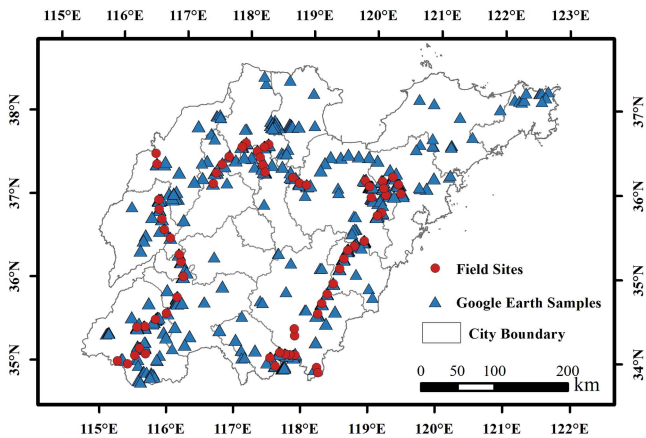 115°E 116°E 117°E 118°E 119°E 120°E 121°E 122°E 123°E
38°N
37°N
36°N
35°N
37°N
36°N
35°N
34°N
Field Sites
Google Earth Samples
City Boundary
0 50 100 200
km
115°E 116°E 117°E 118°E 119°E 120°E 121°E 122°E